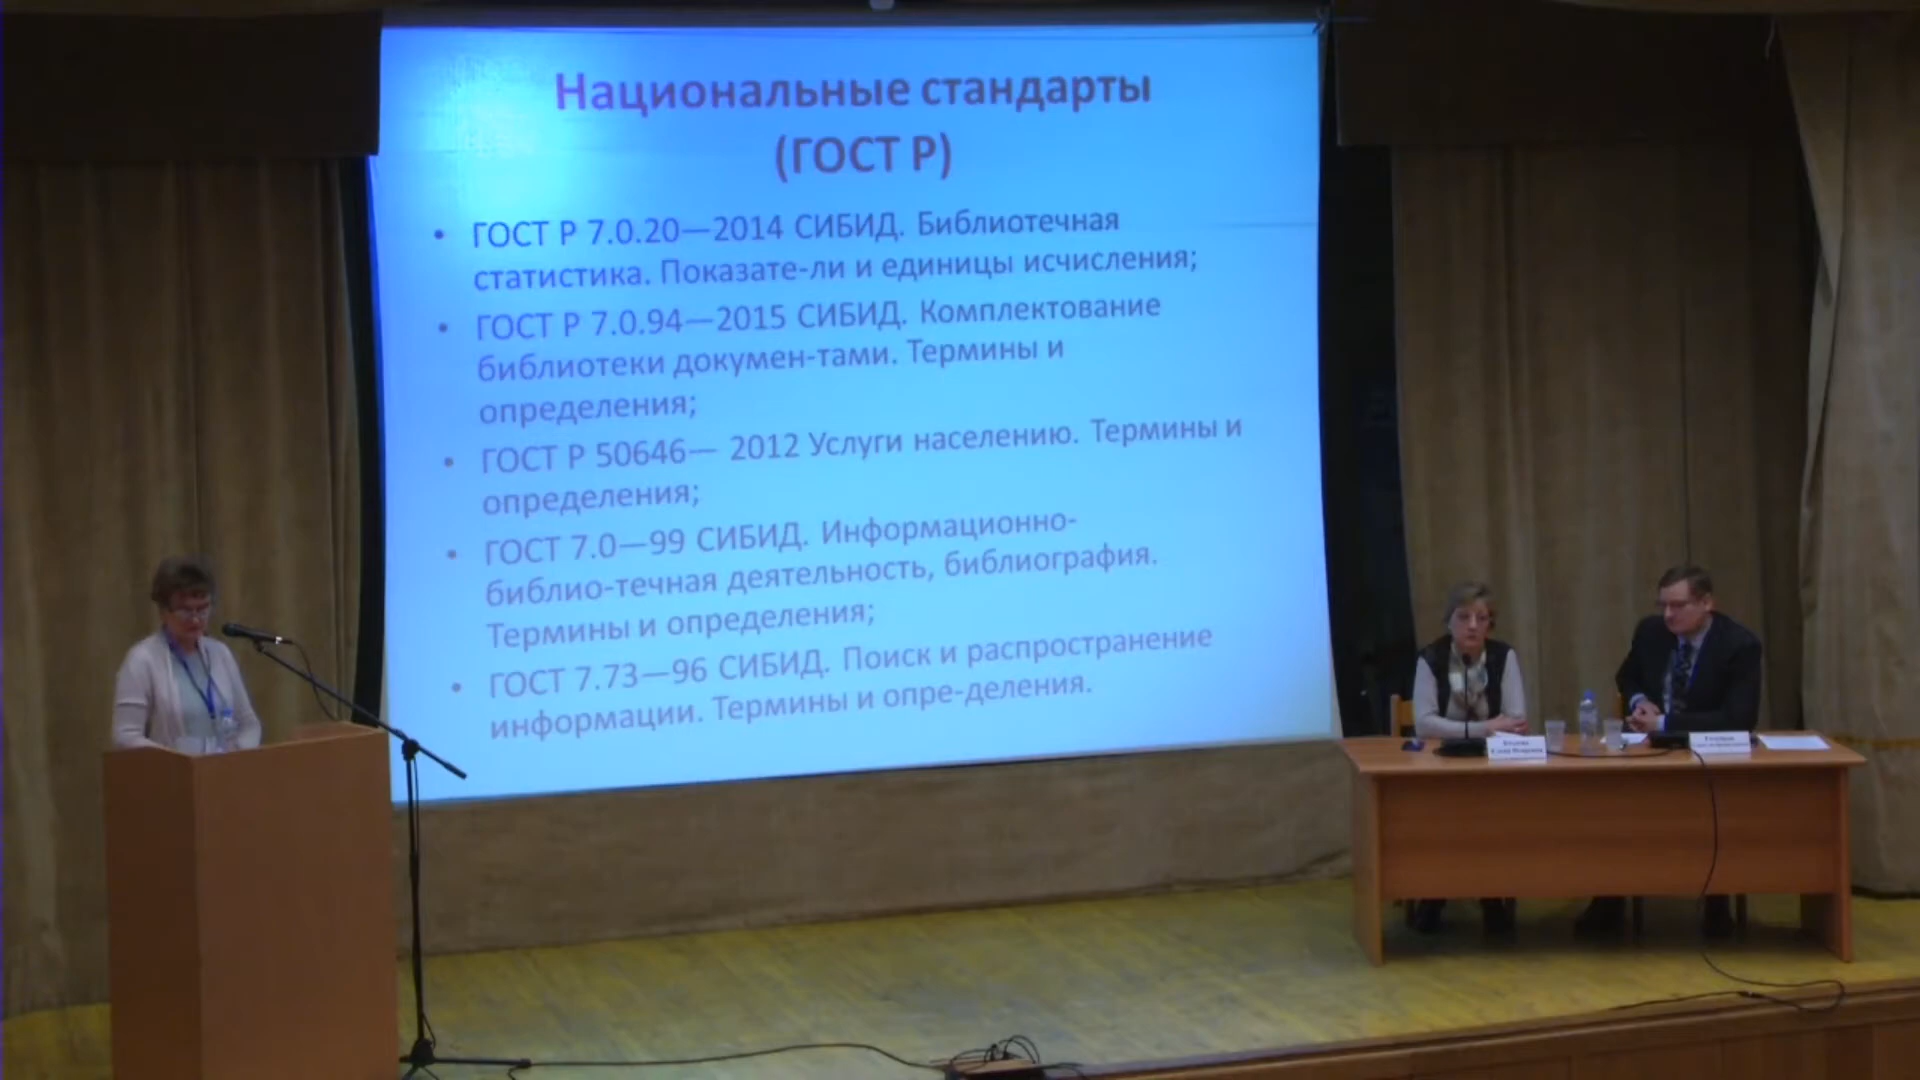 Национальные стандарты
(ГОСТ Р)
• ГОСТ Р 7.0.20—2014 СИБИД. Библиотечная
статистика. Показате-ли и единицы исчисления;
• ГОСТ Р 7.0.94—2015 СИБИД. Комплектование
библиотеки докумен-тами. Термины и
определения;
• ГОСТ Р 50646— 2012 Услуги населению. Термины и
определения;
• ГОСТ 7.0—99 СИБИД. Информационно-
библио-течная деятельность, библиография.
Термины и определения;
• ГОСТ 7.73—96 СИБИД. Поиск и распространение
информации. Термины и опре-деления.